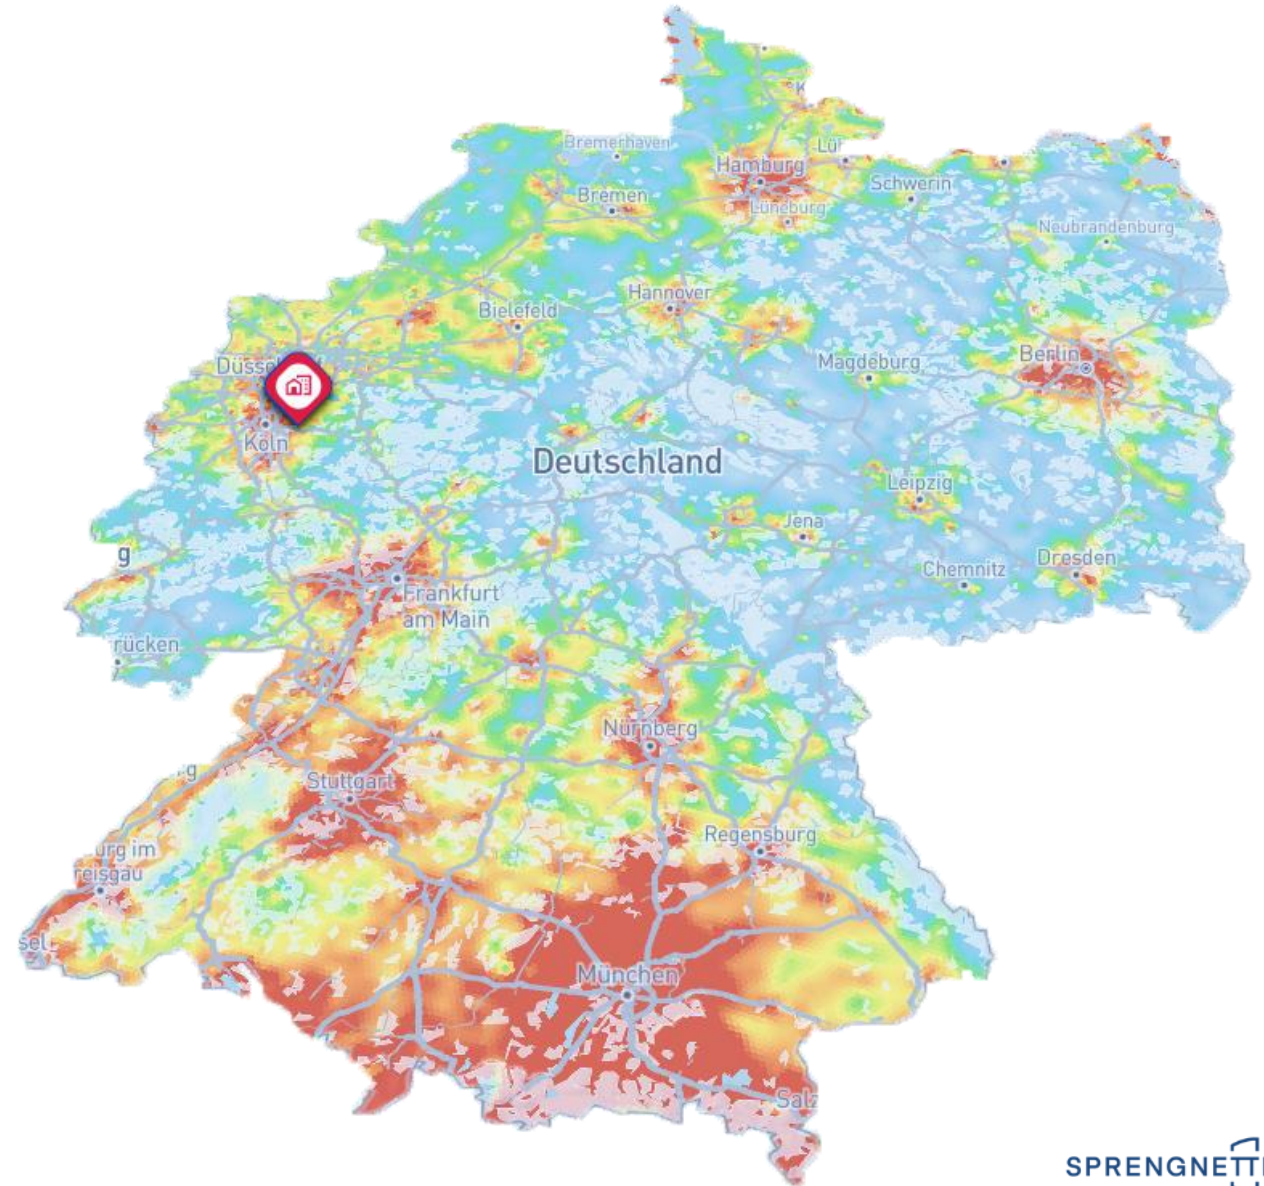 K
Bremerhaven
Hamburg
Lü
Bremen
Schwerin
Lüneburg
Neubrandenburg
Hannover
Bielefeld
Düsse
Berlin
Magdeburg
Köln
Deutschland
Leipzig
Jena
g
Dresden
Chemnitz
Frankfurt
am Main
rücken
Nürnberg
g
Stuttgart
Regensburg
urg im
reisgau
sel
München
Salz
SPRENGNETT